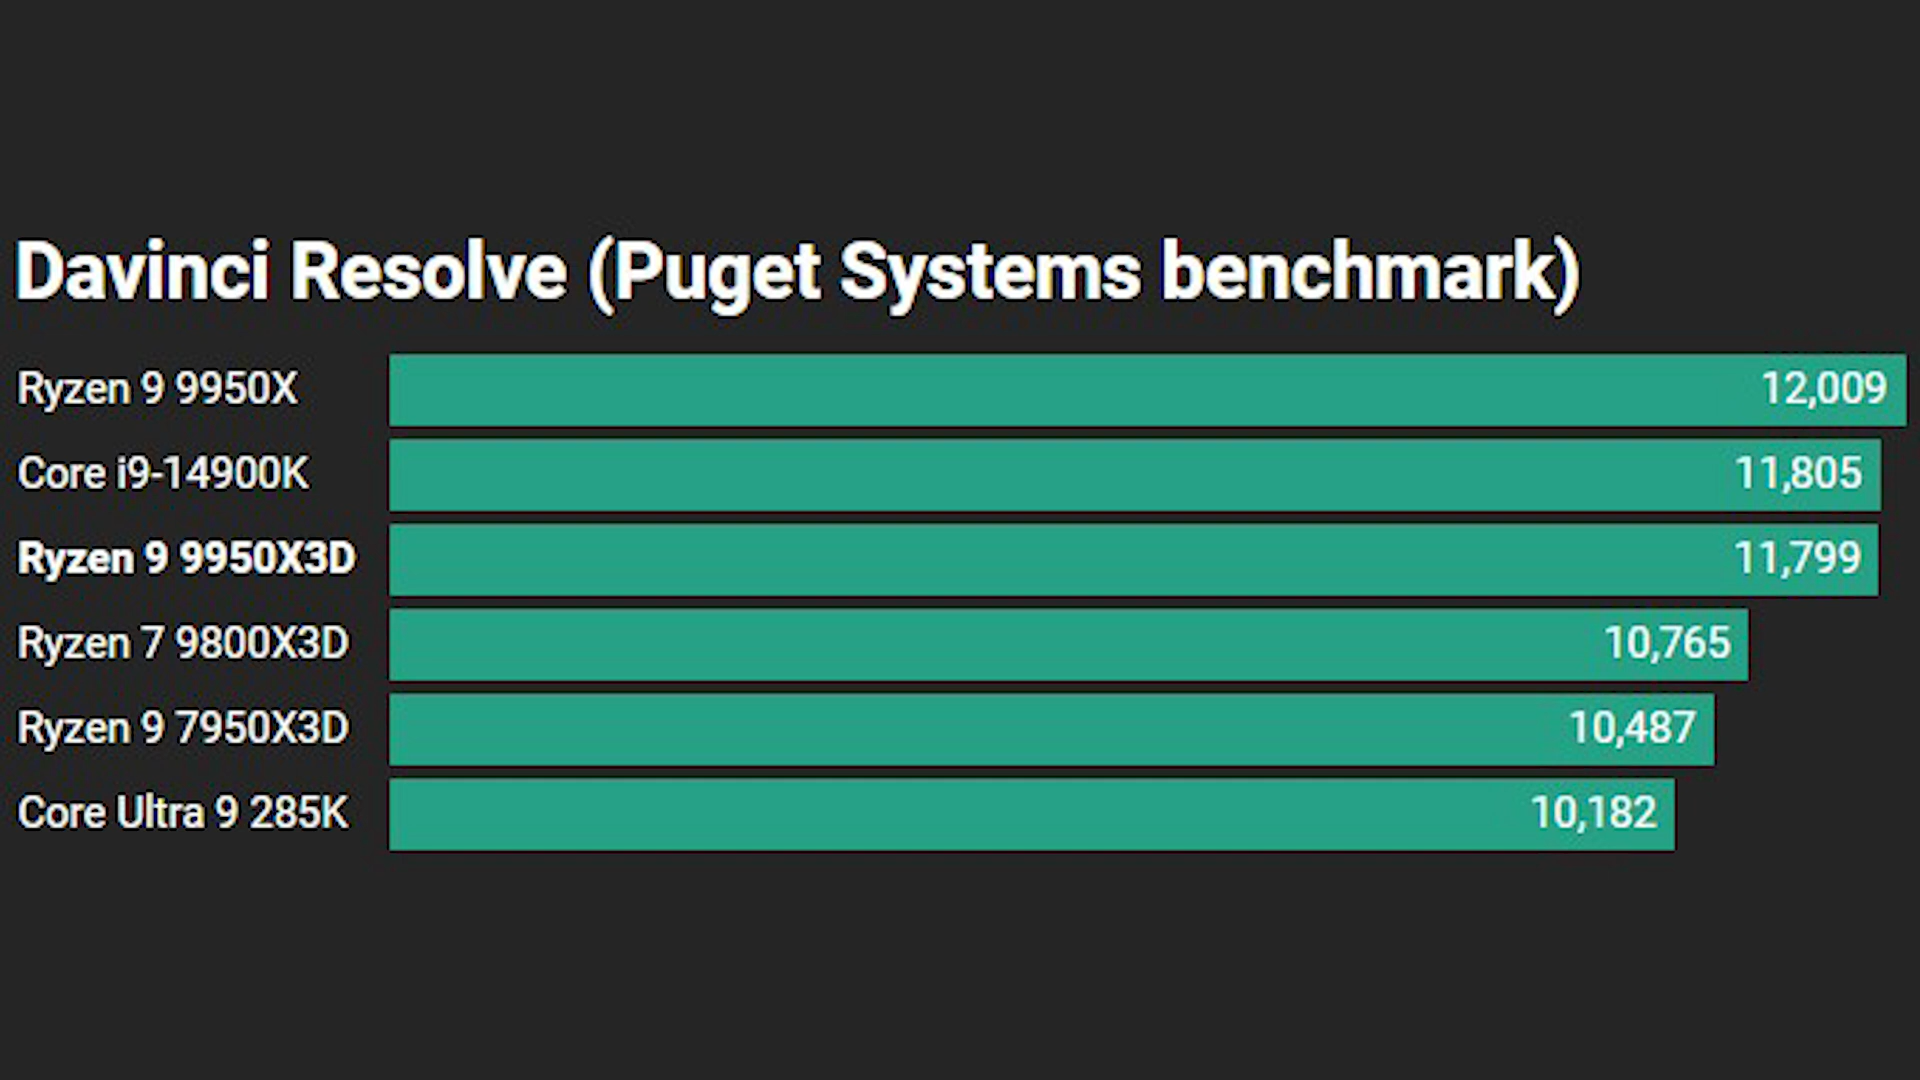 Davinci Resolve (Puget Systems benchmark)
Ryzen 9 9950X 12,009
Core i9-14900K 11,805
Ryzen 9 9950X3D 11,799
Ryzen 7 9800X3D 10,765
Ryzen 9 7950X3D 10,487
Core Ultra 9 285K 10,182